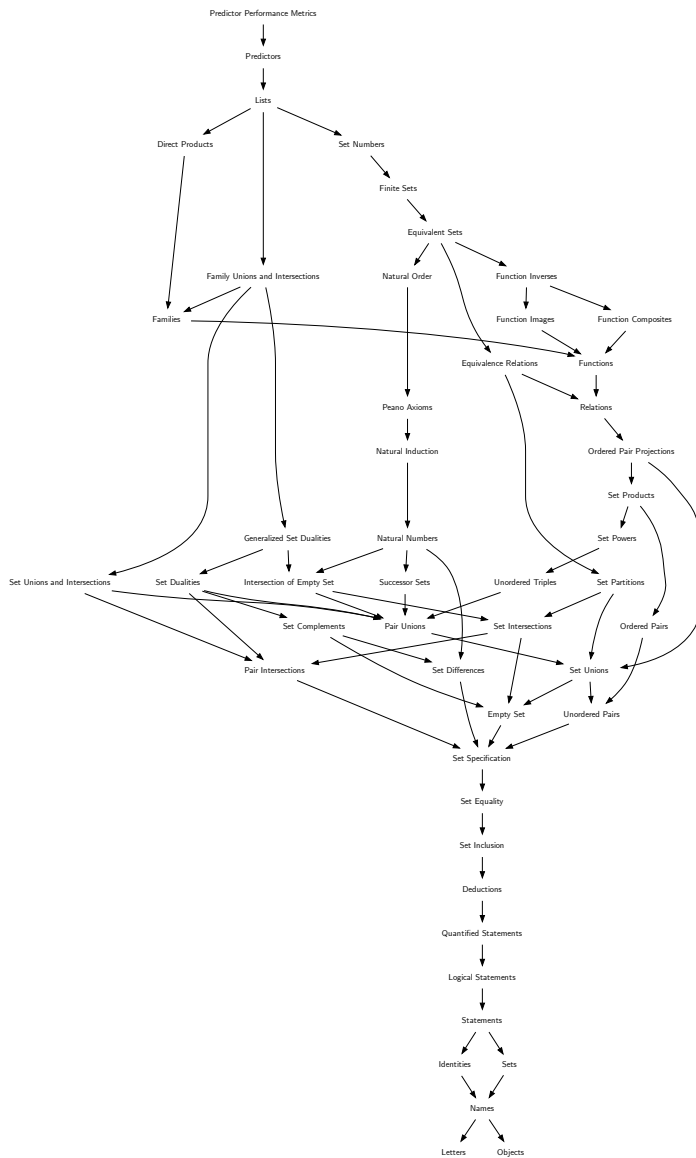 Predictor Performance Metrics
Predictors
Lists
Direct Products
Set Numbers
Finite Sets
Equivalent Sets
Family Unions and Intersections
Natural Order
Function Inverses
Families
Function Images
Function Composites
Equivalence Relations
Functions
Peano Axioms
Relations
Natural Induction
Ordered Pair Projections
Set Products
Generalized Set Dualities
Natural Numbers
Set Powers
Set Unions and Intersections
Set Dualities
Intersection of Empty Set
Successor Sets
Unordered Triples
Set Partitions
Set Complements
Pair Unions
Set Intersections
Ordered Pairs
Pair Intersections
Set Differences
Set Unions
Empty Set
Unordered Pairs
Set Specification
Set Equality
Set Inclusion
Deductions
Quantified Statements
Logical Statements
Statements
Identities
Sets
Names
Letters
Objects